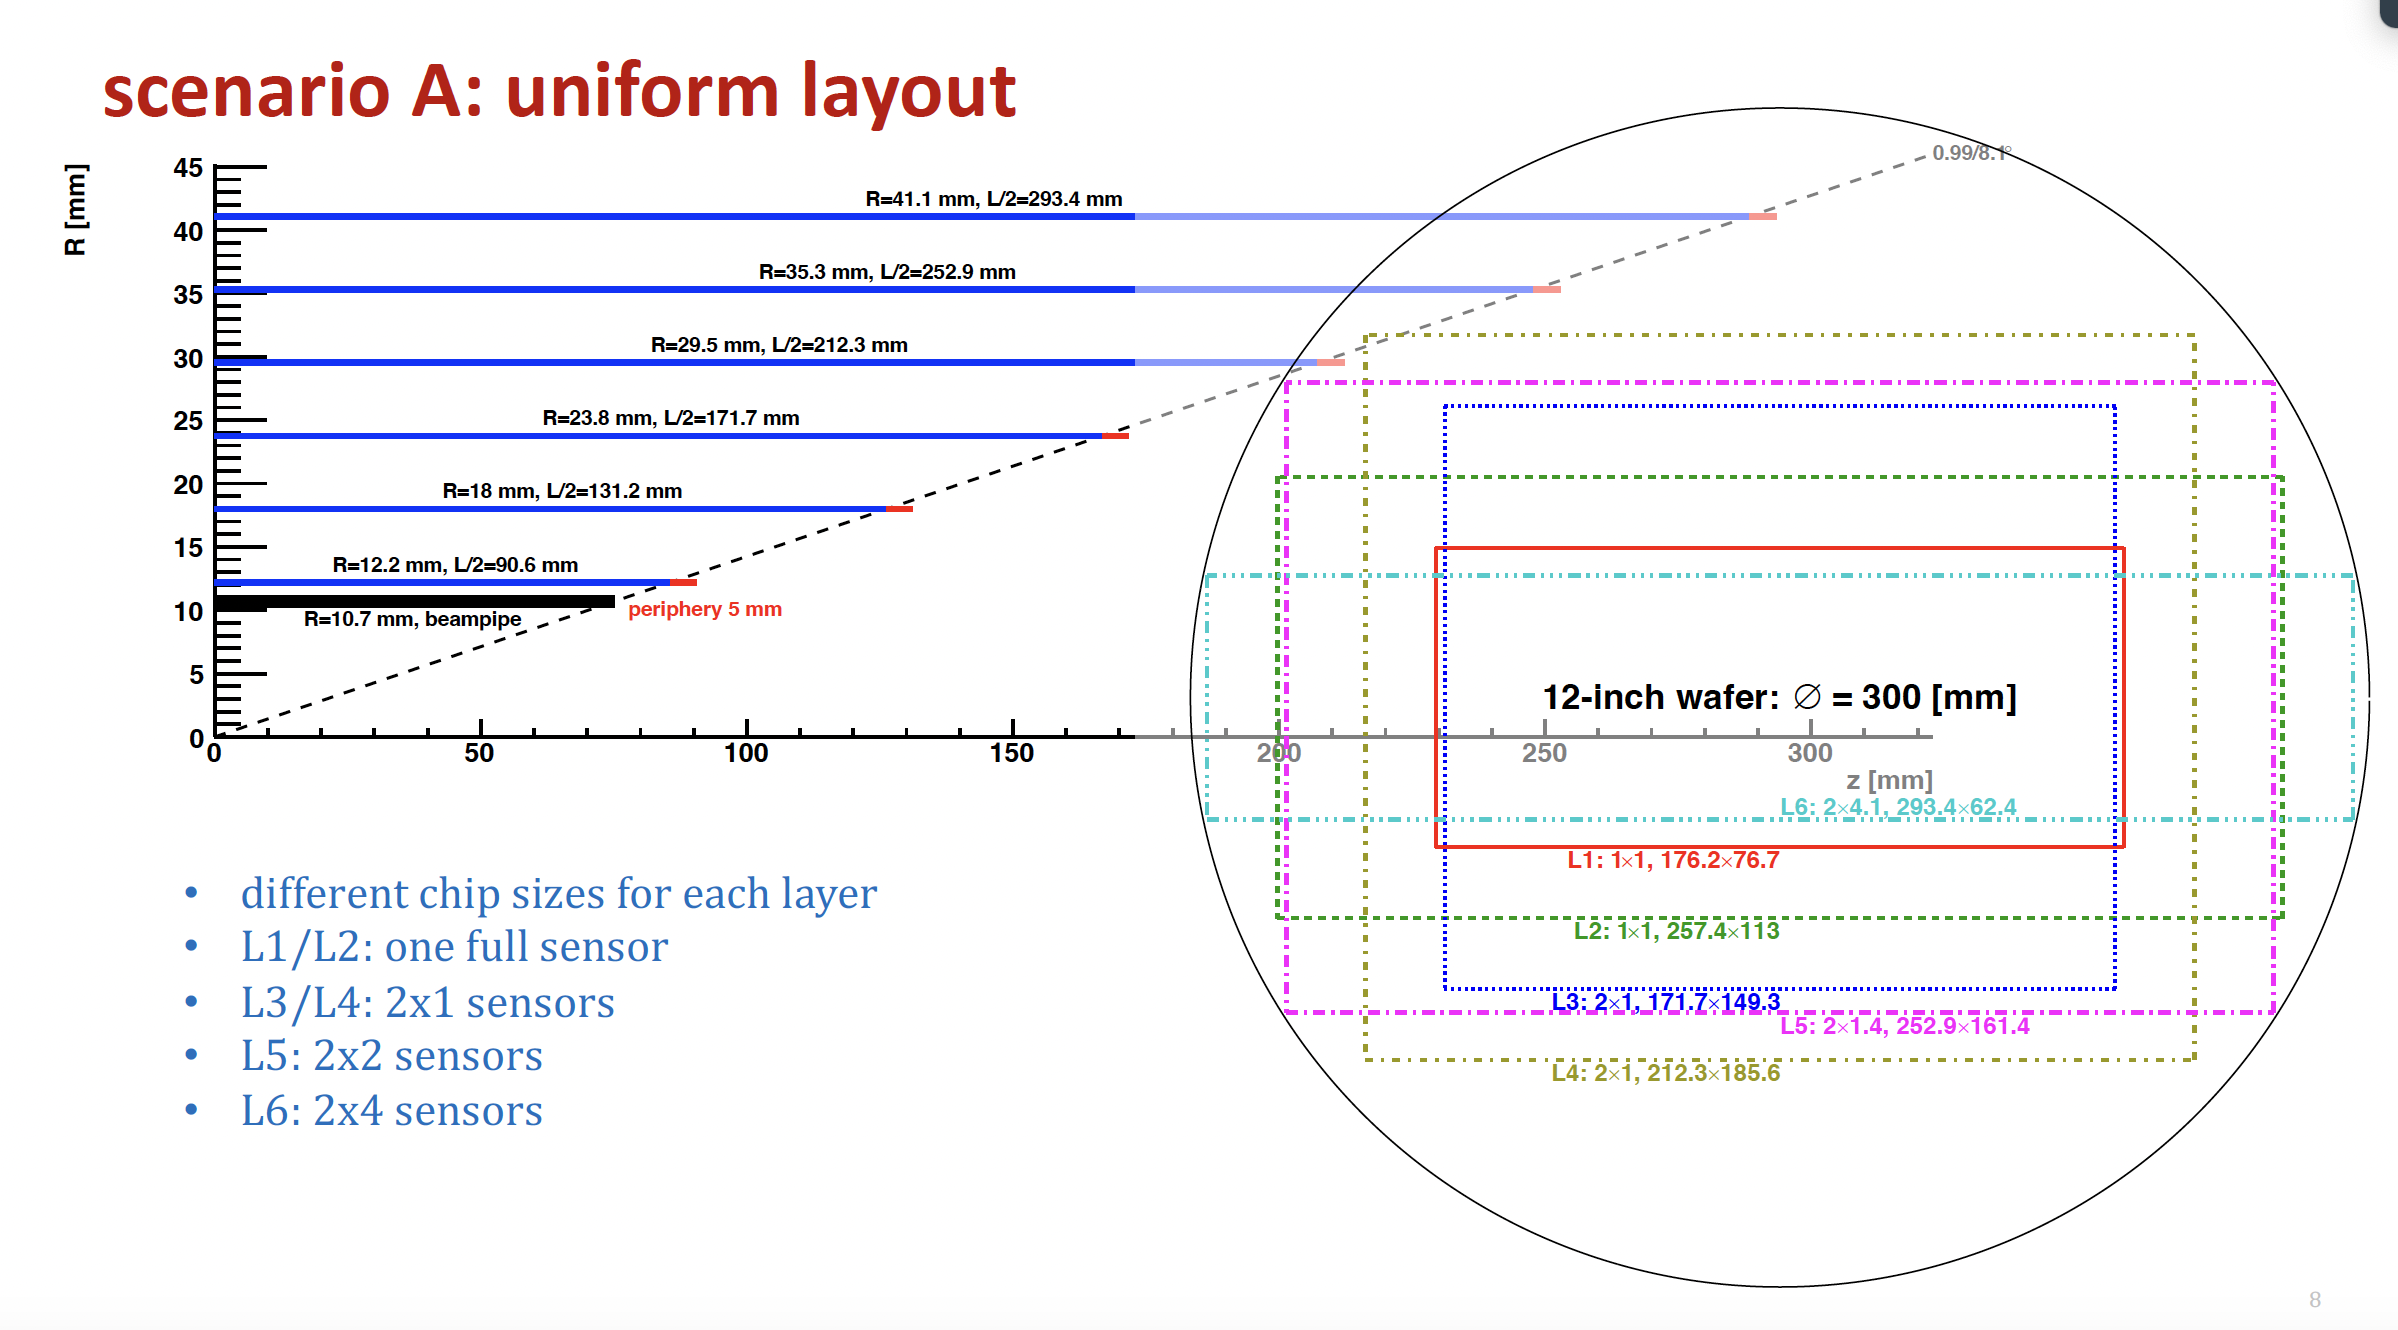 scenario A: uniform layout
R [mm]
45
40
35
30
25
20
15
10
5
0
R=41.1 mm, L/2=293.4 mm
R=35.3 mm, L/2=252.9 mm
R=29.5 mm, L/2=212.3 mm
R=23.8 mm, L/2=171.7 mm
R=18 mm, L/2=131.2 mm
R=12.2 mm, L/2=90.6 mm
periphery 5 mm
R=10.7 mm, beampipe
0.99/8.1°
12-inch wafer: ∅ = 300 [mm]
0 50 100 150 200 250 300
z [mm]
L6: 2×4.1, 293.4×62.4
L1: 1×1, 176.2×76.7
L2: 1×1, 257.4×113
L3: 2×1, 171.7×149.3
L5: 2×1.4, 252.9×161.4
L4: 2×1, 212.3×185.6
• different chip sizes for each layer
• L1/L2: one full sensor
• L3/L4: 2x1 sensors
• L5: 2x2 sensors
• L6: 2x4 sensors
8